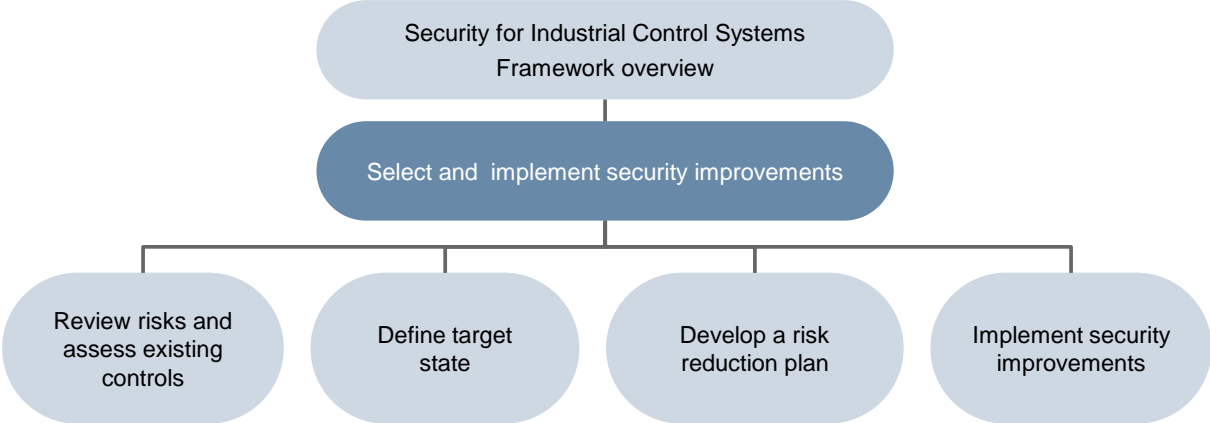 Security for Industrial Control Systems
Framework overview
Select and  implement security improvements
Review risks and
assess existing
controls
Define target
state
Develop a risk
reduction plan
Implement security
improvements